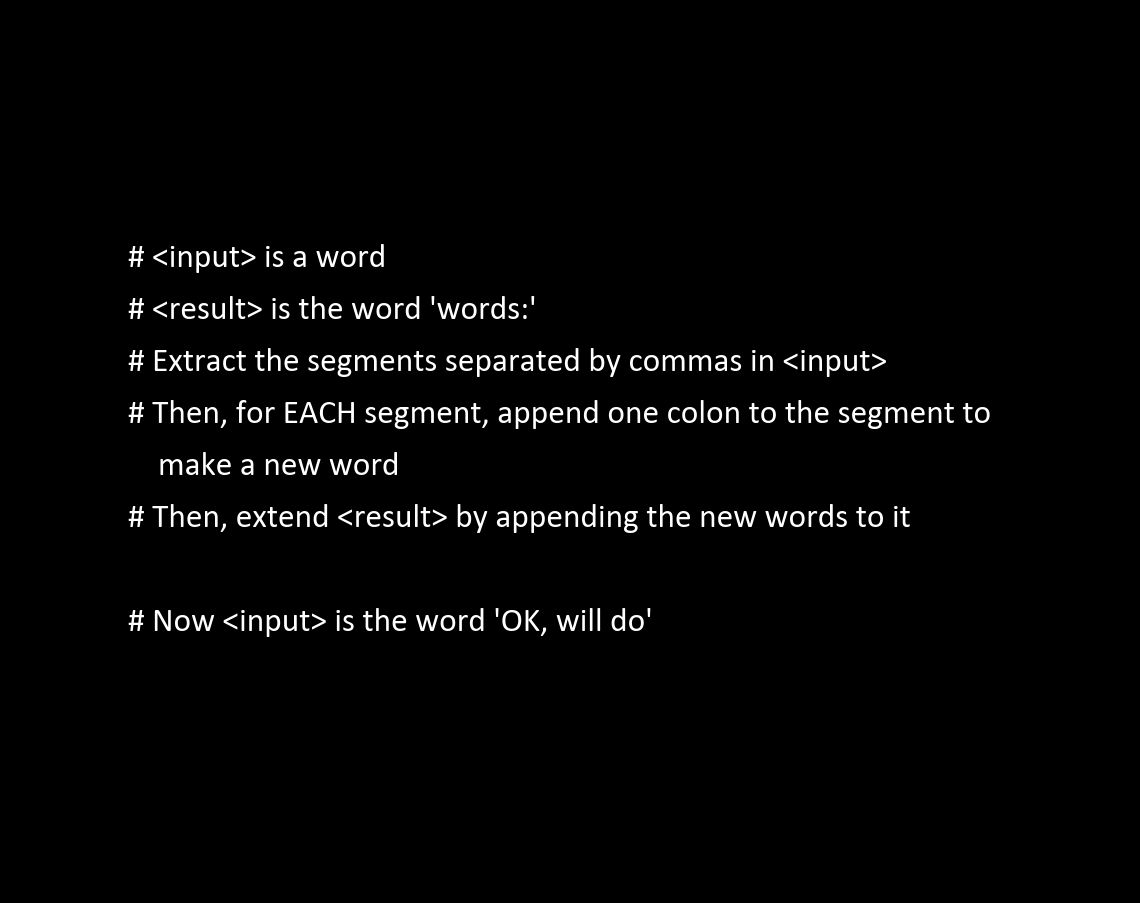 # <input> is a word
# <result> is the word 'words:'
# Extract the segments separated by commas in <input>
# Then, for EACH segment, append one colon to the segment to
make a new word
# Then, extend <result> by appending the new words to it
# Now <input> is the word 'OK, will do'